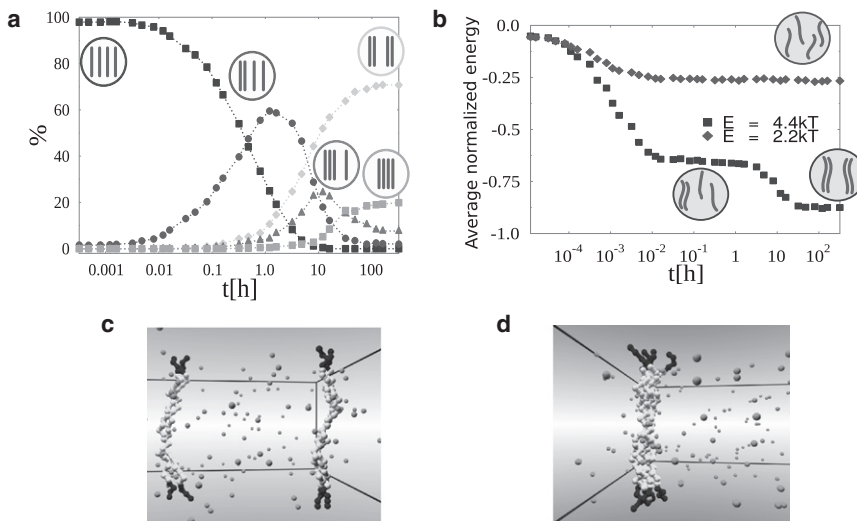 a
100
80
60
40
20
0
%
0.001 0.01 0.1 1.0 10 100
t[h]
b
0.0
-0.25
-0.5
-0.75
-1.0
Average normalized energy
E = 4.4kT
E = 2.2kT
10⁻⁴ 10⁻³ 10⁻² 10⁻¹ 1 10 10²
t[h]
c
d